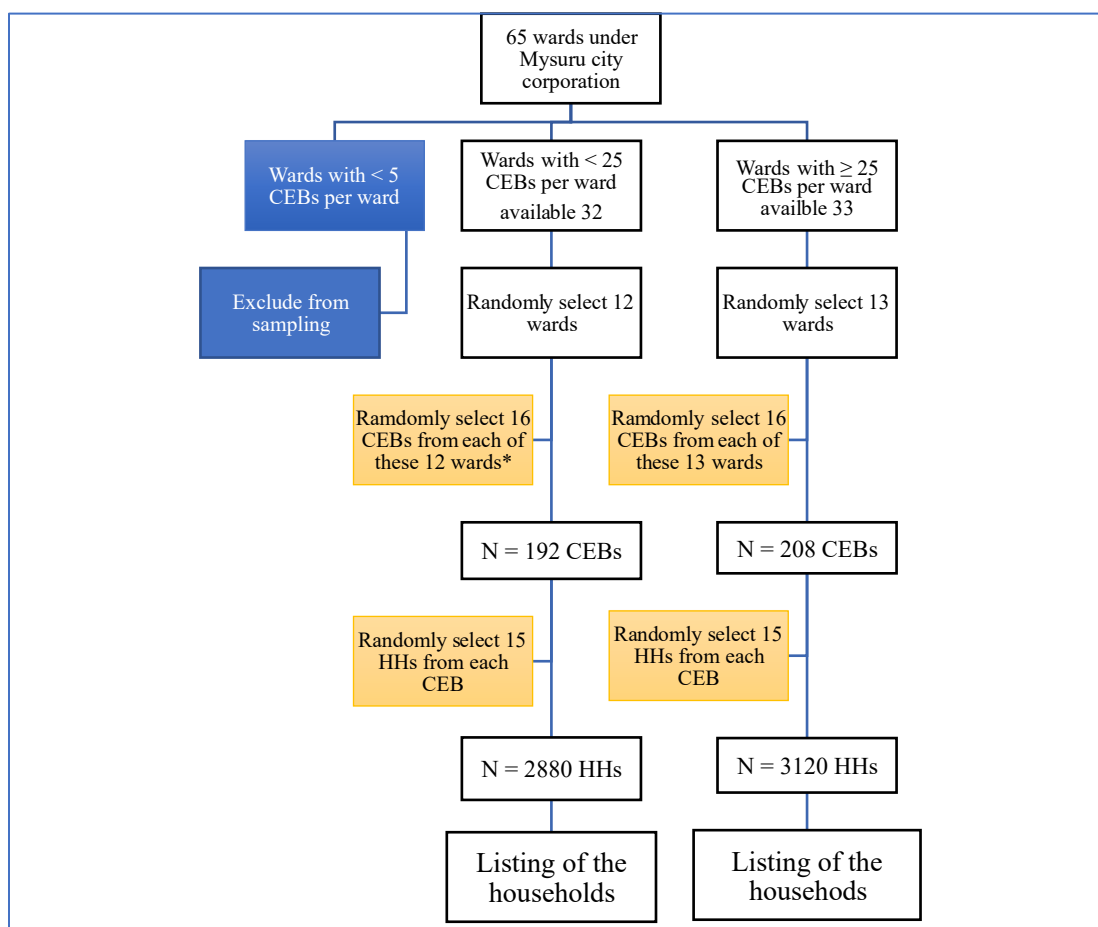 65 wards under
Mysuru city
corporation
Wards with < 5
CEBs per ward
Wards with < 25
CEBs per ward
available 32
Wards with ≥ 25
CEBs per ward
availble 33
Exclude from
sampling
Randomly select 12
wards
Randomly select 13
wards
Ramdomly select 16
CEBs from each of
these 12 wards*
Ramdomly select 16
CEBs from each of
these 13 wards
N = 192 CEBs
N = 208 CEBs
Randomly select 15
HHs from each
CEB
Randomly select 15
HHs from each
CEB
N = 2880 HHs
N = 3120 HHs
Listing of the
households
Listing of the
househods